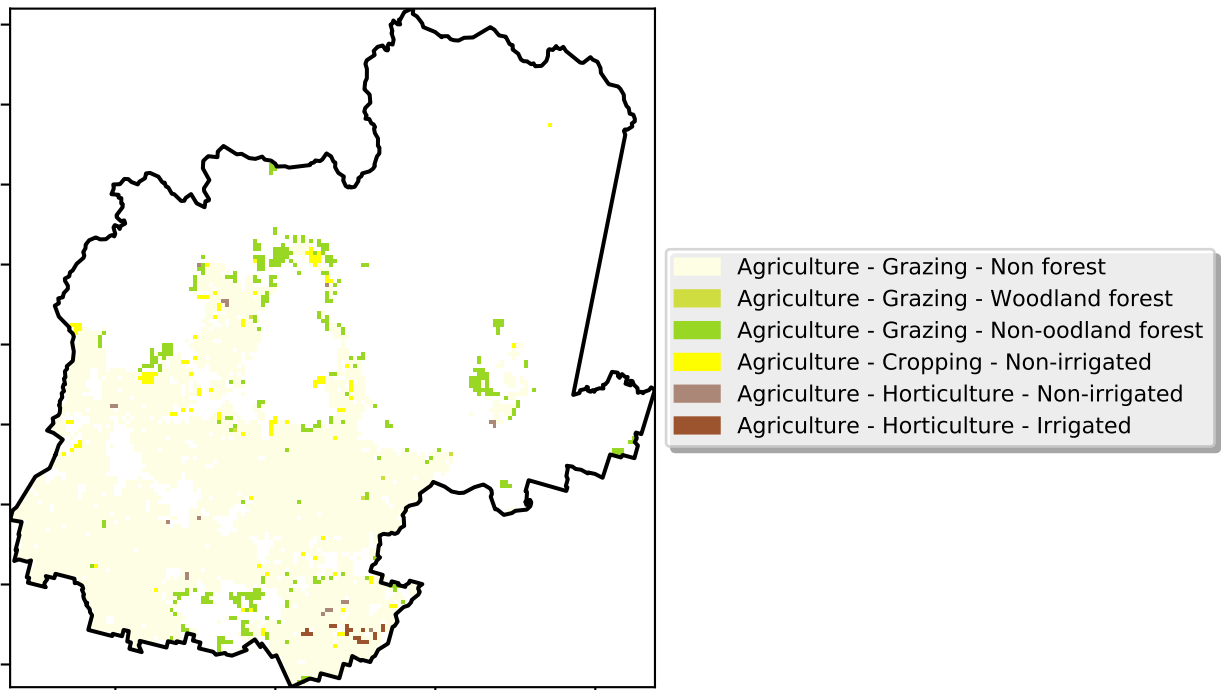 Agriculture - Grazing - Non forest
Agriculture - Grazing - Woodland forest
Agriculture - Grazing - Non-oodland forest
Agriculture - Cropping - Non-irrigated
Agriculture - Horticulture - Non-irrigated
Agriculture - Horticulture - Irrigated